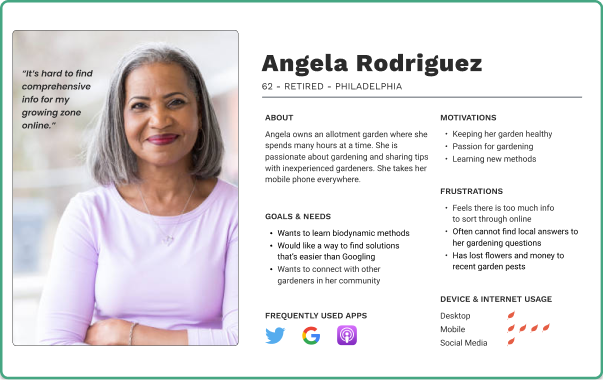 “It’s hard to find
comprehensive
info for my
growing zone
online.”
Angela Rodriguez
62 - RETIRED - PHILADELPHIA
ABOUT
Angela owns an allotment garden where she
spends many hours at a time. She is
passionate about gardening and sharing tips
with inexperienced gardeners. She takes her
mobile phone everywhere.
GOALS & NEEDS
• Wants to learn biodynamic methods
• Would like a way to find solutions
that’s easier than Googling
• Wants to connect with other
gardeners in her community
FREQUENTLY USED APPS
MOTIVATIONS
• Keeping her garden healthy
• Passion for gardening
• Learning new methods
FRUSTRATIONS
• Feels there is too much info
to sort through online
• Often cannot find local answers to
her gardening questions
• Has lost flowers and money to
recent garden pests
DEVICE & INTERNET USAGE
Desktop
Mobile
Social Media